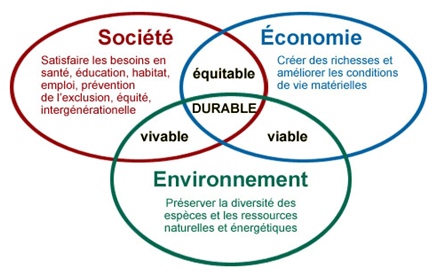 Société
Satisfaire les besoins en
santé, éducation, habitat,
emploi, prévention
de l'exclusion, équité,
intergénérationelle
Économie
Créer des richesses et
améliorer les conditions
de vie matérielles
équitable
DURABLE
vivable
viable
Environnement
Préserver la diversité des
espèces et les ressources
naturelles et énergétiques